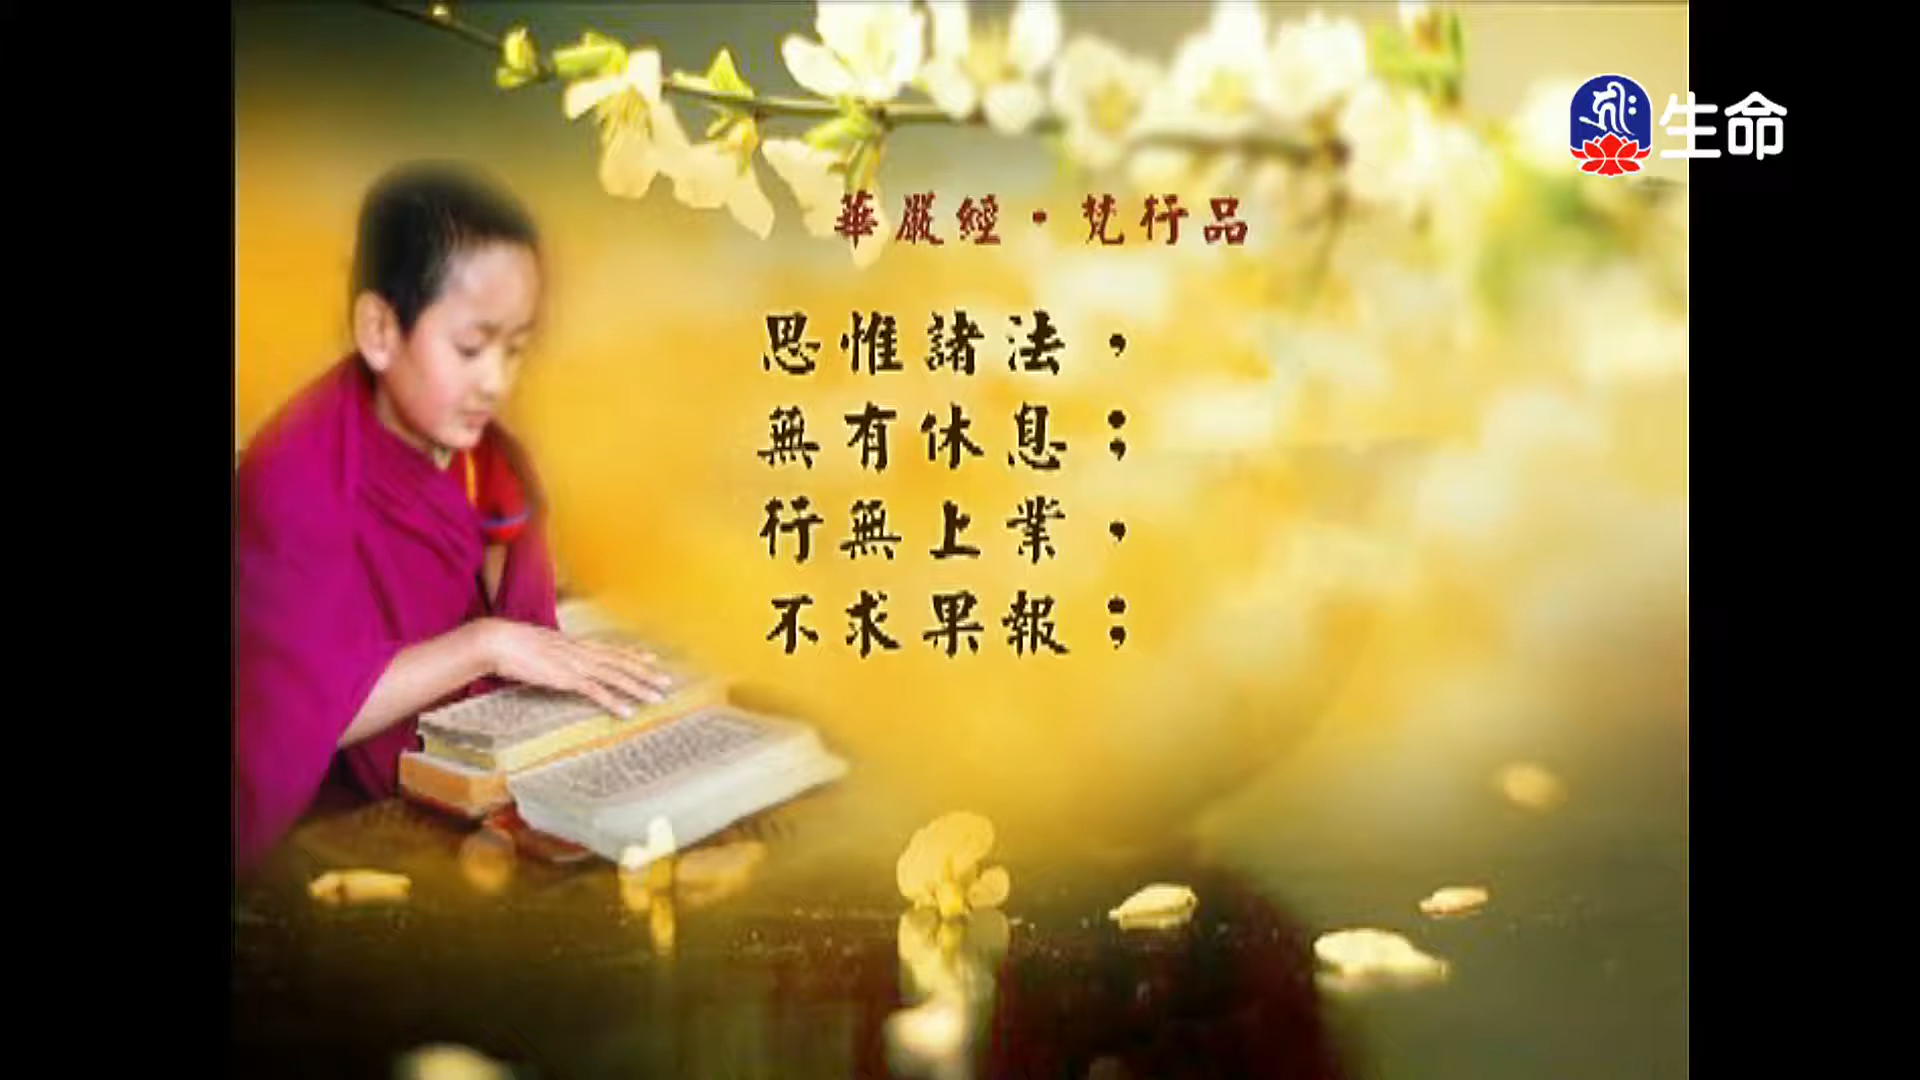 生命
華嚴經·梵行品
思惟諸法，
無有休息；
行無上業，
不求果報；